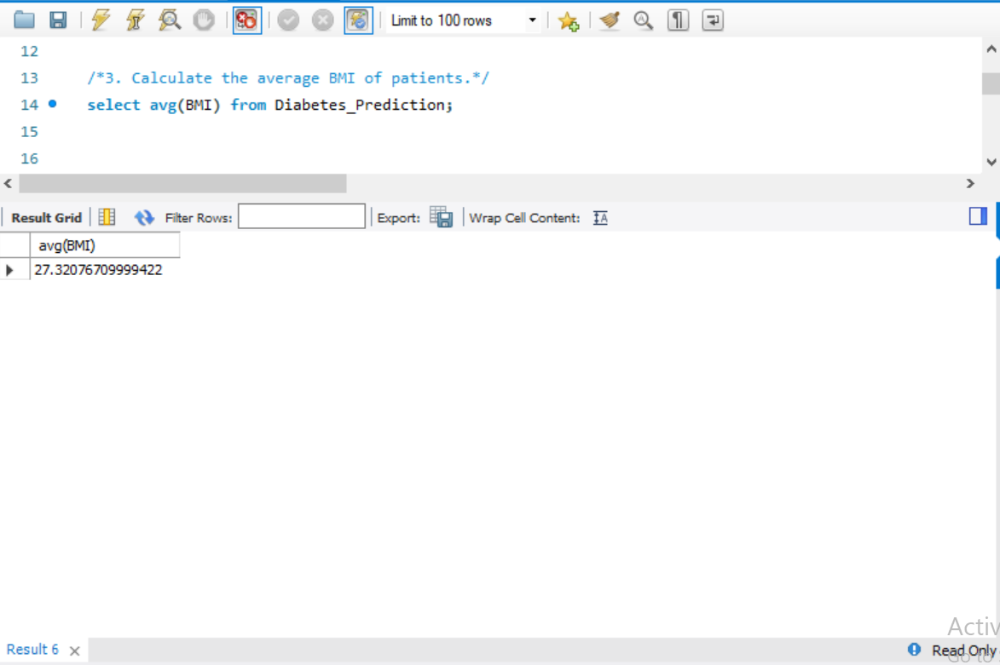 Limit to 100 rows
12
13 /*3. Calculate the average BMI of patients.*/
14 select avg(BMI) from Diabetes_Prediction;
15
16
Result Grid Filter Rows: Export: Wrap Cell Content:
avg(BMI)
27.32076709999422
Activ
Result 6 Read Only
Go to